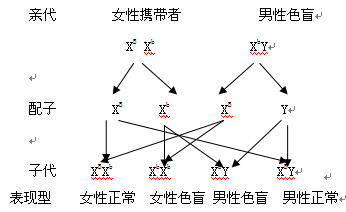 亲代 女性携带者 男性色盲
Xᴮ Xᵇ XᵇY
配子 Xᴮ Xᵇ Xᴮ Y
子代 XᴮXᵇ XᵇXᵇ XᵇY XᴮY
表现型 女性正常 女性色盲 男性色盲 男性正常